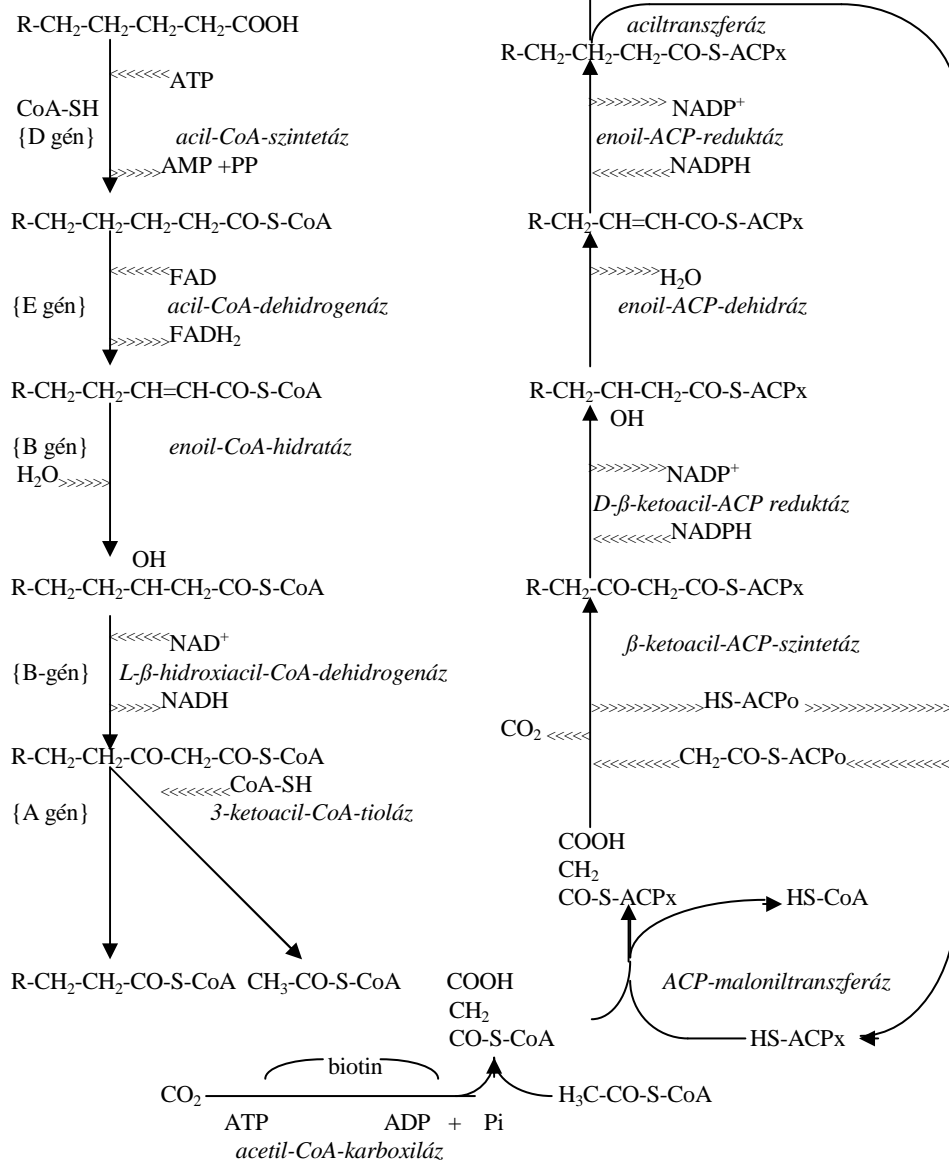 R-CH₂-CH₂-CH₂-CH₂-COOH
<<<<<<<ATP
CoA-SH
{D gén} acil-CoA-szintetáz
>>>>>>AMP +PP
R-CH₂-CH₂-CH₂-CH₂-CO-S-CoA
<<<<<<<FAD
{E gén} acil-CoA-dehidrogenáz
>>>>>>>FADH₂
R-CH₂-CH₂-CH=CH-CO-S-CoA
{B gén} enoil-CoA-hidratáz
H₂O>>>>>>
OH
R-CH₂-CH₂-CH-CH₂-CO-S-CoA
<<<<<<<NAD⁺
{B-gén} L-ß-hidroxiacil-CoA-dehidrogenáz
>>>>>>NADH
R-CH₂-CH₂-CO-CH₂-CO-S-CoA
<<<<<<<<CoA-SH
{A gén} 3-ketoacil-CoA-tioláz
R-CH₂-CH₂-CO-S-CoA CH₃-CO-S-CoA
aciltranszferáz
R-CH₂-CH₂-CH₂-CO-S-ACPx
>>>>>>>>>NADP⁺
enoil-ACP-reduktáz
<<<<<<<<<NADPH
R-CH₂-CH=CH-CO-S-ACPx
>>>>>>>>H₂O
enoil-ACP-dehidráz
R-CH₂-CH-CH₂-CO-S-ACPx
OH
>>>>>>>>>NADP⁺
D-ß-ketoacil-ACP reduktáz
<<<<<<<<<NADPH
R-CH₂-CO-CH₂-CO-S-ACPx
ß-ketoacil-ACP-szintetáz
>>>>>>>>>>>>>HS-ACPo >>>>>>>>>>>>>>>>>
CO₂ <<<<<
<<<<<<<<<<CH₂-CO-S-ACPo<<<<<<<<<<<<
COOH
CH₂
CO-S-ACPx
HS-CoA
COOH
CH₂
CO-S-CoA
ACP-maloniltranszferáz
HS-ACPx
biotin
CO₂ H₃C-CO-S-CoA
ATP ADP + Pi
acetil-CoA-karboxiláz